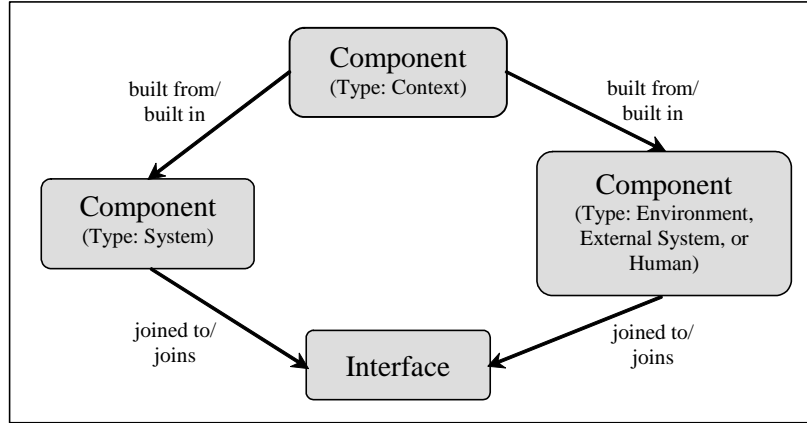 Component
(Type: Context)
built from/
built in
built from/
built in
Component
(Type: System)
Component
(Type: Environment,
External System, or
Human)
joined to/
joins
joined to/
joins
Interface